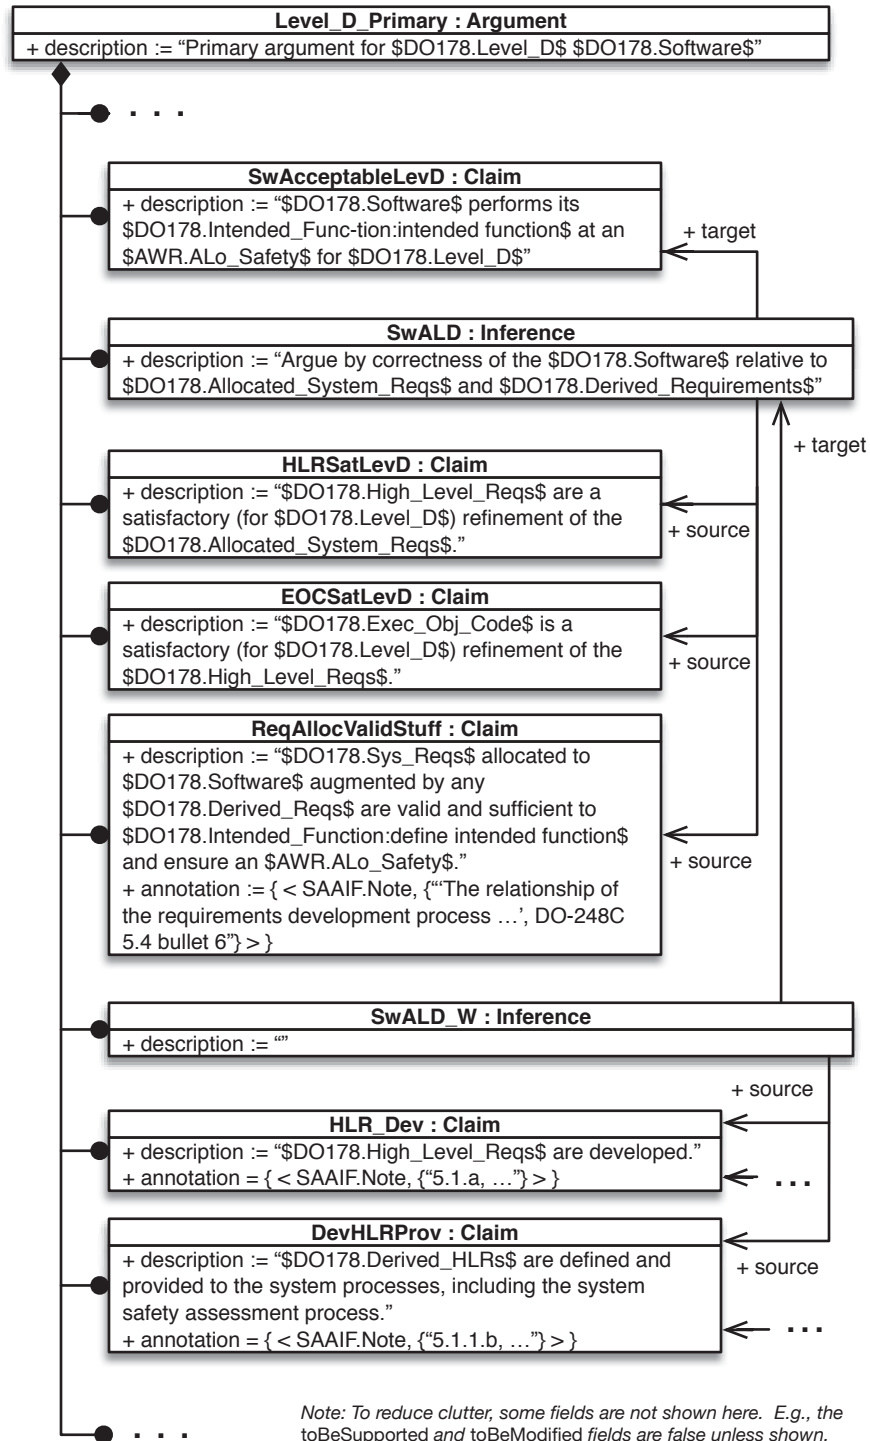 Level_D_Primary : Argument
+ description := “Primary argument for $DO178.Level_D$ $DO178.Software$”
. . .
SwAcceptableLevD : Claim
+ description := “$DO178.Software$ performs its
$DO178.Intended_Func-tion:intended function$ at an
$AWR.ALo_Safety$ for $DO178.Level_D$”
+ target
SwALD : Inference
+ description := “Argue by correctness of the $DO178.Software$ relative to
$DO178.Allocated_System_Reqs$ and $DO178.Derived_Requirements$”
+ target
HLRSatLevD : Claim
+ description := “$DO178.High_Level_Reqs$ are a
satisfactory (for $DO178.Level_D$) refinement of the
$DO178.Allocated_System_Reqs$.”
+ source
EOCSatLevD : Claim
+ description := “$DO178.Exec_Obj_Code$ is a
satisfactory (for $DO178.Level_D$) refinement of the
$DO178.High_Level_Reqs$.”
+ source
ReqAllocValidStuff : Claim
+ description := “$DO178.Sys_Reqs$ allocated to
$DO178.Software$ augmented by any
$DO178.Derived_Reqs$ are valid and sufficient to
$DO178.Intended_Function:define intended function$
and ensure an $AWR.ALo_Safety$.”
+ annotation := { < SAAIF.Note, {“‘The relationship of
the requirements development process …’, DO-248C
5.4 bullet 6”} > }
+ source
SwALD_W : Inference
+ description := “”
+ source
HLR_Dev : Claim
+ description := “$DO178.High_Level_Reqs$ are developed.”
+ annotation = { < SAAIF.Note, {“5.1.a, …”} > }
...
DevHLRProv : Claim
+ description := “$DO178.Derived_HLRs$ are defined and
provided to the system processes, including the system
safety assessment process.”
+ annotation = { < SAAIF.Note, {“5.1.1.b, …”} > }
+ source
...
. . .
Note: To reduce clutter, some fields are not shown here. E.g., the
toBeSupported and toBeModified fields are false unless shown.